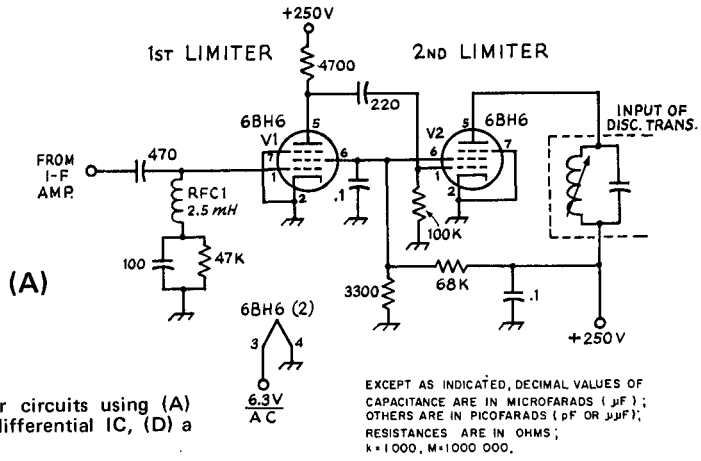 +250V
1ST LIMITER
2ND LIMITER
4700
220
6BH6
V1
5
7
1
6
2
6BH6
V2
5
7
6
1
2
INPUT OF
DISC. TRANS.
FROM
I-F
AMP.
470
RFC1
2.5 mH
.1
100K
100
47K
(A)
3300
68K
.1
+250V
6BH6 (2)
3
4
6.3V
AC
r circuits using (A)
differential IC, (D) a
EXCEPT AS INDICATED, DECIMAL VALUES OF
CAPACITANCE ARE IN MICROFARADS ( µF ) ;
OTHERS ARE IN PICOFARADS ( pF OR µµF) ;
RESISTANCES ARE IN OHMS ;
k = 1 000 , M=1000 000.